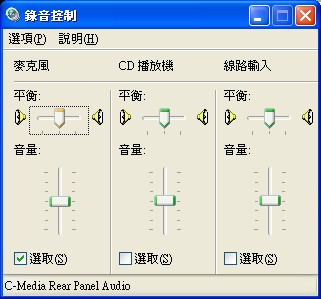 錄音控制
選項(P) 說明(H)
麥克風 CD 播放機 線路輸入
平衡: 平衡: 平衡:
音量: 音量: 音量:
選取(S) 選取(S) 選取(S)
C-Media Rear Panel Audio